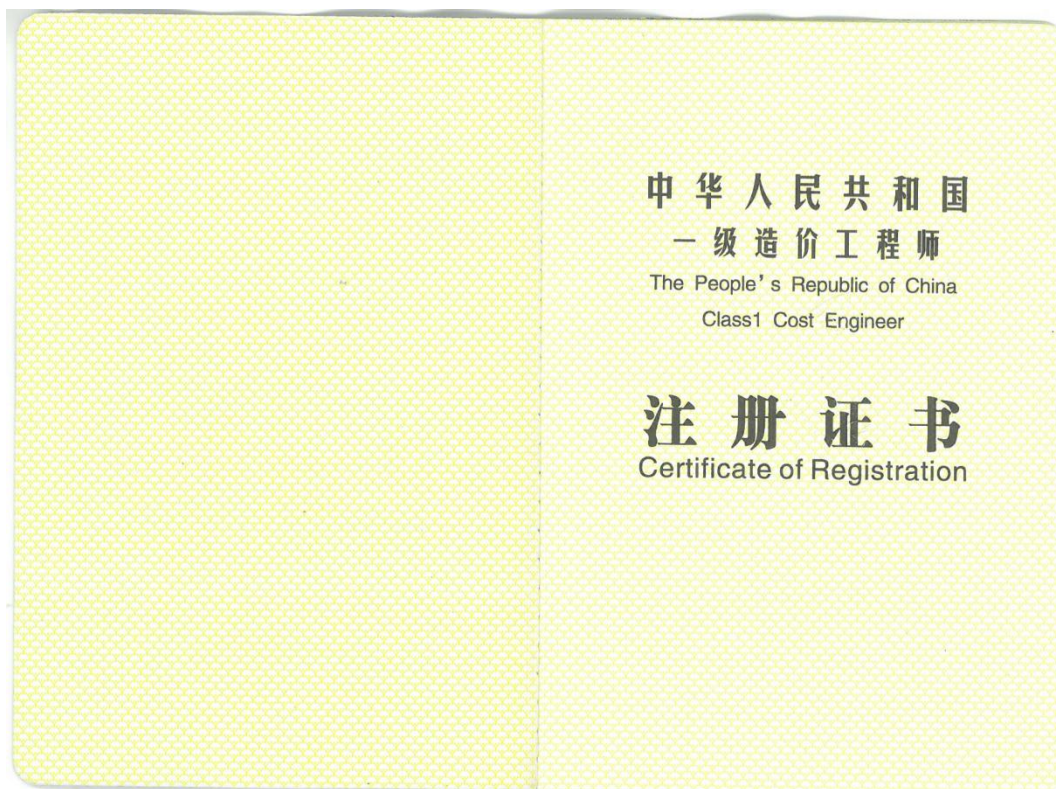 中华人民共和国
一级造价工程师
The People's Republic of China
Class1 Cost Engineer
注册证书
Certificate of Registration